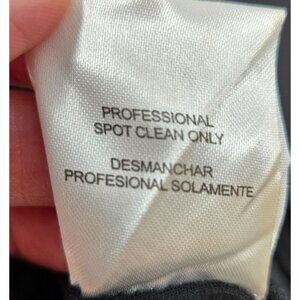 PROFESSIONAL
SPOT CLEAN ONLY
DESMANCHAR
PROFESIONAL SOLAMENTE